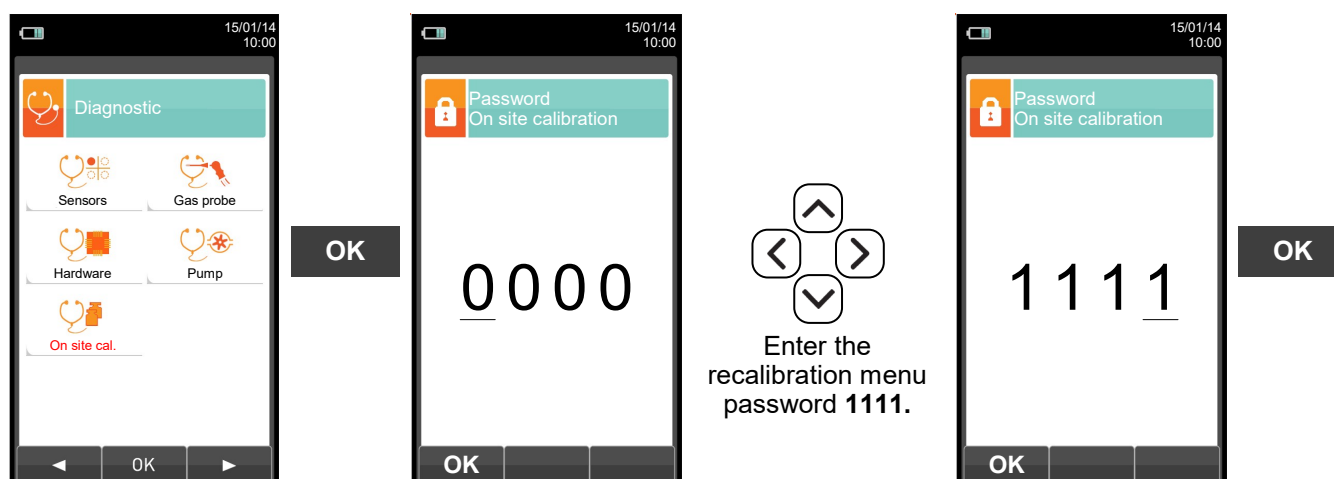 15/01/14
10:00
Diagnostic
Sensors
Gas probe
Hardware
Pump
On site cal.
◄ OK ►
OK
15/01/14
10:00
Password
On site calibration
0000
OK
Enter the
recalibration menu
password 1111.
15/01/14
10:00
Password
On site calibration
1111
OK
OK